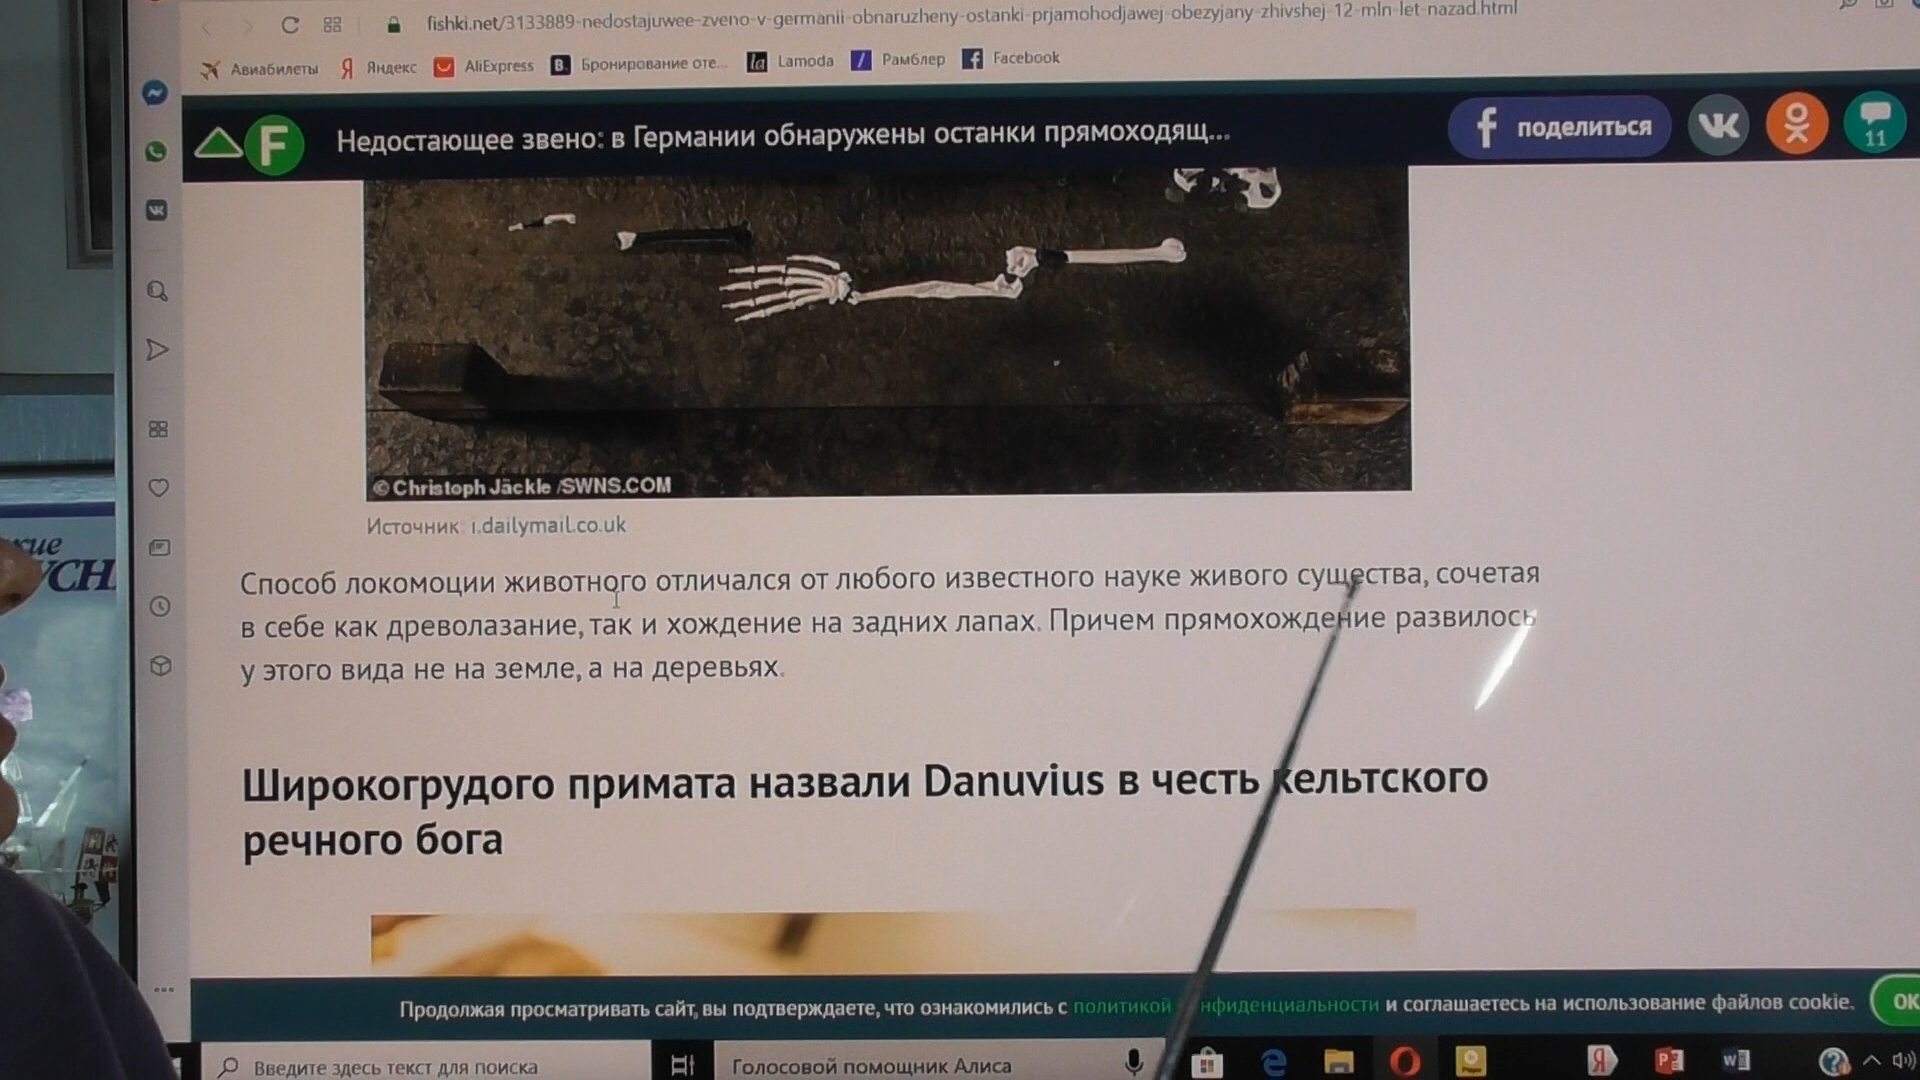 fishki.net/3133889-nedostajuwee-zveno-v-germanii-obnaruzheny-ostanki-prjamohodjawej-obezyjany-zhivshej-12-mln-let-nazad.html
Авиабилеты Яндекс AliExpress B. Бронирование оте... la Lamoda Рамблер Facebook
F Недостающее звено: в Германии обнаружены останки прямоходящ... f поделиться
11
© Christoph Jäckle /SWNS.COM
Источник: i.dailymail.co.uk
Способ локомоции животного отличался от любого известного науке живого существа, сочетая
в себе как древолазание, так и хождение на задних лапах. Причем прямохождение развилось
у этого вида не на земле, а на деревьях.
Широкогрудого примата назвали Danuvius в честь кельтского
речного бога
Продолжая просматривать сайт, вы подтверждаете, что ознакомились с политикой конфиденциальности и соглашаетесь на использование файлов cookie. OK
Введите здесь текст для поиска Голосовой помощник Алиса